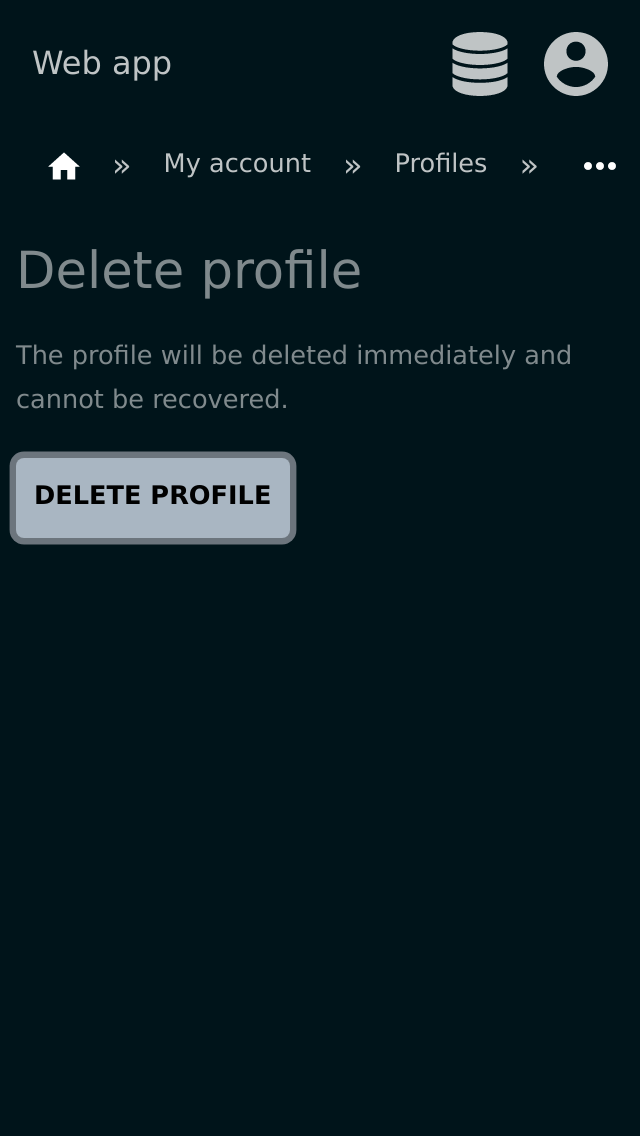 Web app
» My account » Profiles » •••
Delete profile
The profile will be deleted immediately and
cannot be recovered.
DELETE PROFILE